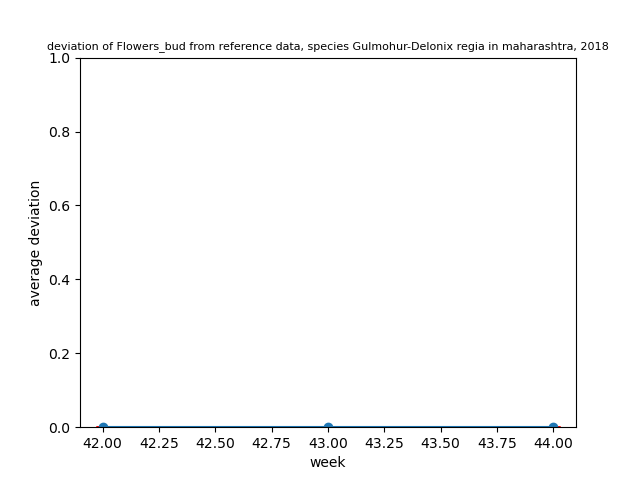 deviation of Flowers_bud from reference data, species Gulmohur-Delonix regia in maharashtra, 2018
1.0
0.8
0.6
0.4
0.2
0.0
average deviation
42.00 42.25 42.50 42.75 43.00 43.25 43.50 43.75 44.00
week